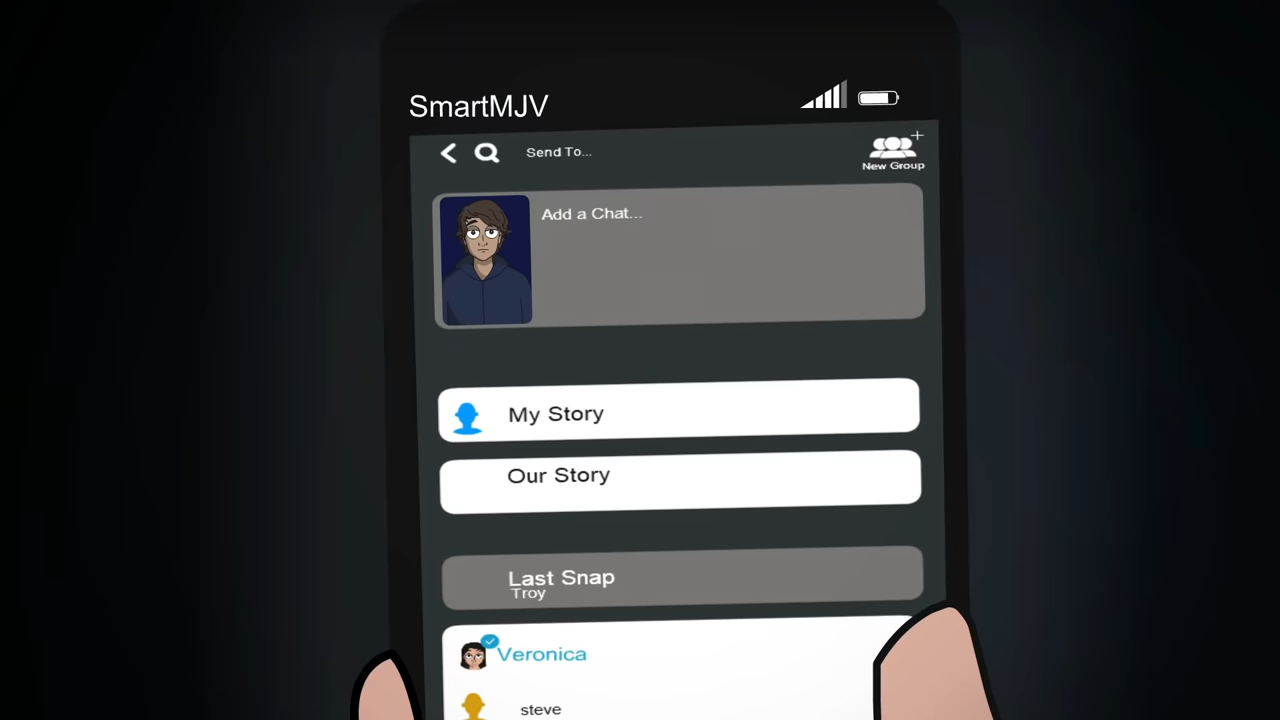 SmartMJV
Send To...
New Group
Add a Chat...
My Story
Our Story
Last Snap
Troy
Veronica
steve